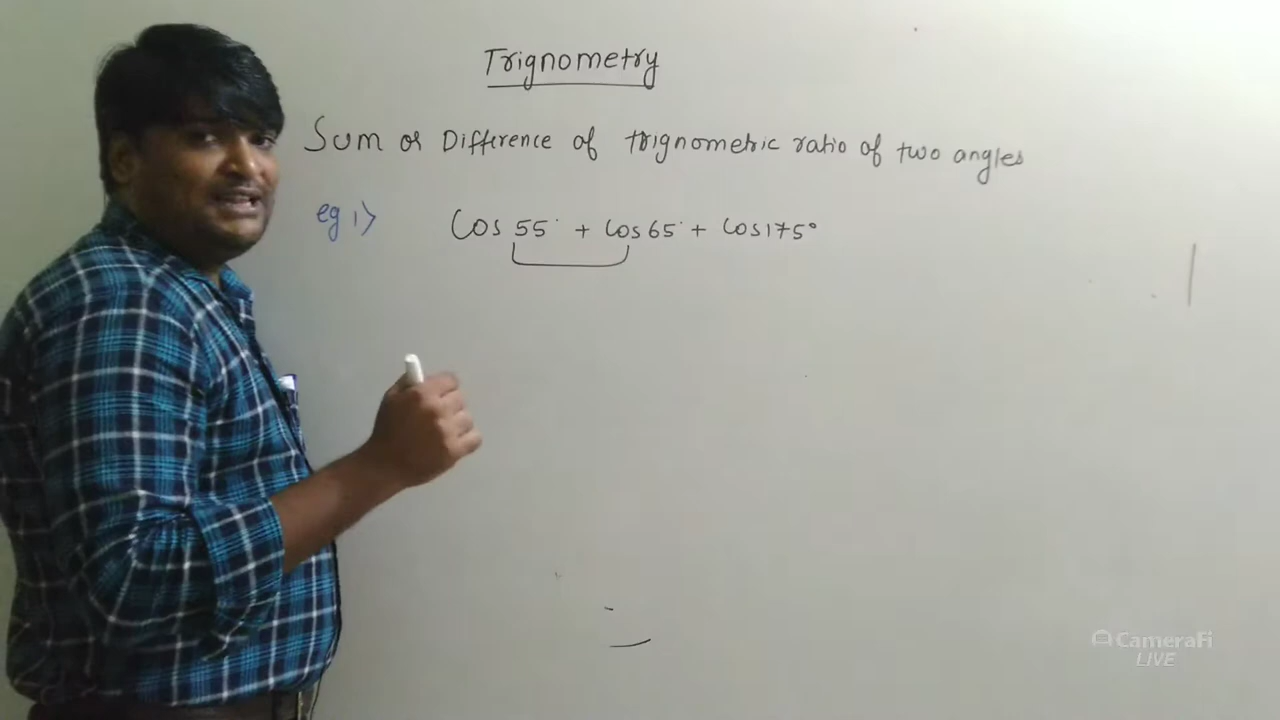 Trignometry
Sum or Difference of trignometric ratio of two angles
eg 1> Cos 55° + Cos 65° + Cos 175°
CameraFi
LIVE